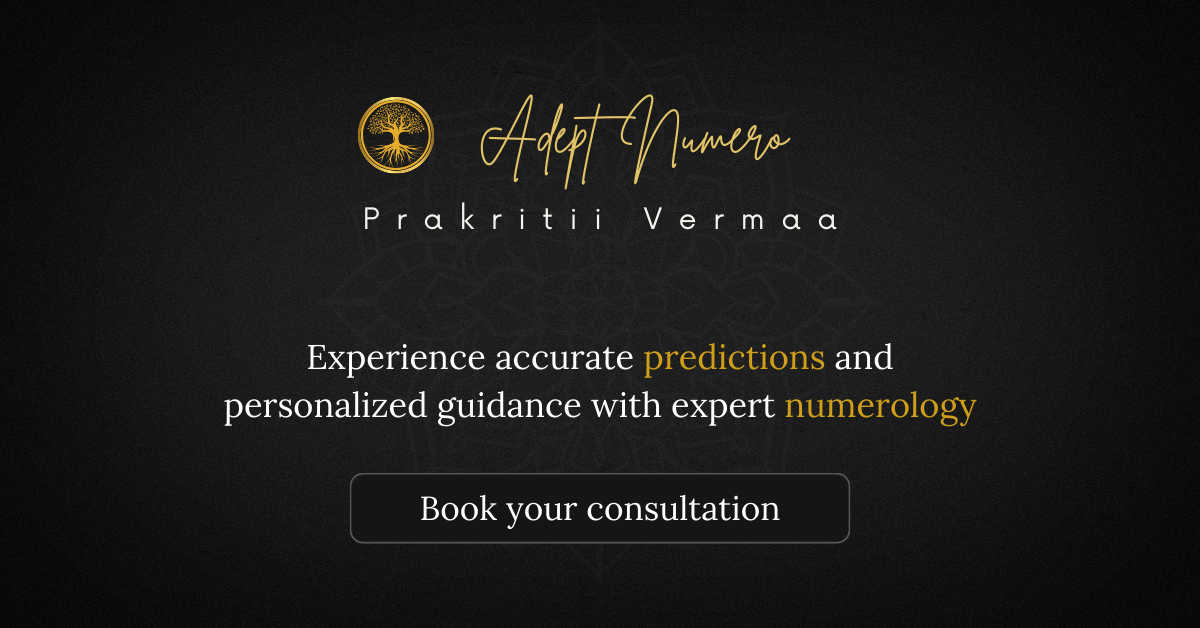 Adept Numero
Prakritii Vermaa
Experience accurate predictions and
personalized guidance with expert numerology
Book your consultation